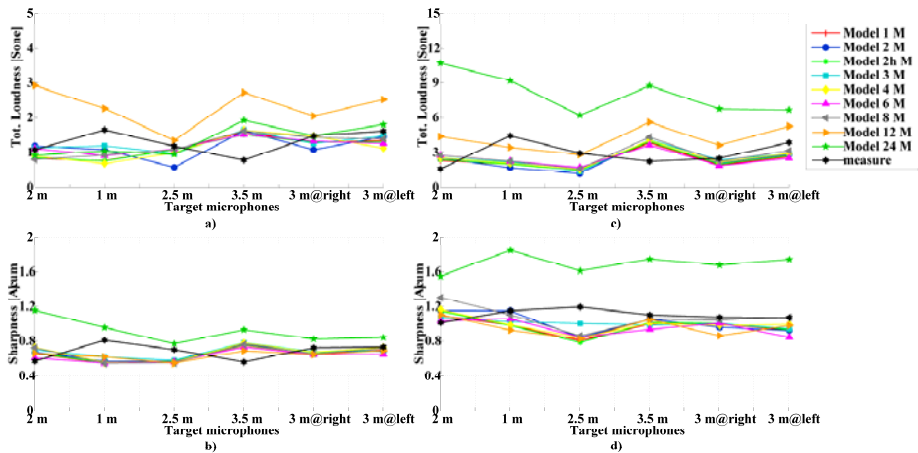 5
4
3
2
1
0
Tot. Loudness |Sone]
2 m 1 m 2.5 m 3.5 m 3 m@right 3 m@left
Target microphones
a)
15
12
9
6
3
0
Tot. Loudness |Sone]
2 m 1 m 2.5 m 3.5 m 3 m@right 3 m@left
Target microphones
c)
Model 1 M
Model 2 M
Model 2h M
Model 3 M
Model 4 M
Model 6 M
Model 8 M
Model 12 M
Model 24 M
measure
2
1.6
1.2
0.8
0.4
0
Sharpness |Acum
2 m 1 m 2.5 m 3.5 m 3 m@right 3 m@left
Target microphones
b)
2
1.6
1.2
0.8
0.4
0
Sharpness |Acum
2 m 1 m 2.5 m 3.5 m 3 m@right 3 m@left
Target microphones
d)